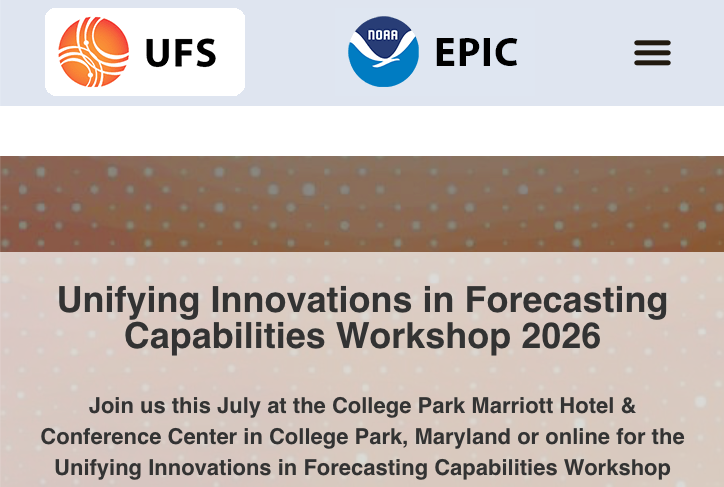 UFS
NOAA
EPIC
Unifying Innovations in Forecasting
Capabilities Workshop 2026
Join us this July at the College Park Marriott Hotel &
Conference Center in College Park, Maryland or online for the
Unifying Innovations in Forecasting Capabilities Workshop